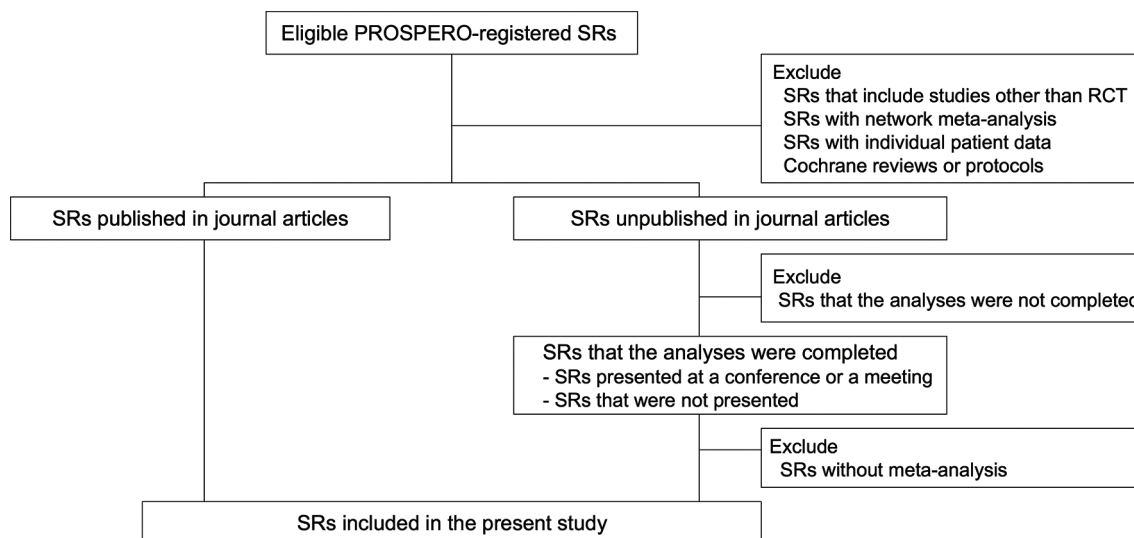 Eligible PROSPERO-registered SRs
Exclude
SRs that include studies other than RCT
SRs with network meta-analysis
SRs with individual patient data
Cochrane reviews or protocols
SRs published in journal articles
SRs unpublished in journal articles
Exclude
SRs that the analyses were not completed
SRs that the analyses were completed
- SRs presented at a conference or a meeting
- SRs that were not presented
Exclude
SRs without meta-analysis
SRs included in the present study